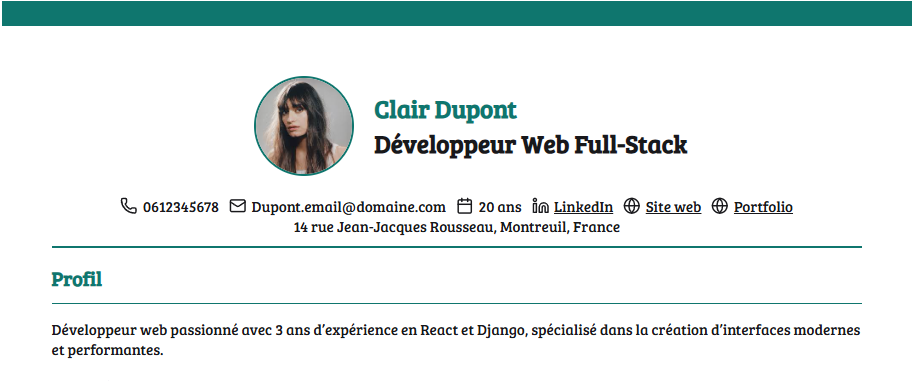 Clair Dupont
Développeur Web Full-Stack
0612345678 Dupont.email@domaine.com 20 ans LinkedIn Site web Portfolio
14 rue Jean-Jacques Rousseau, Montreuil, France
Profil
Développeur web passionné avec 3 ans d’expérience en React et Django, spécialisé dans la création d’interfaces modernes
et performantes.